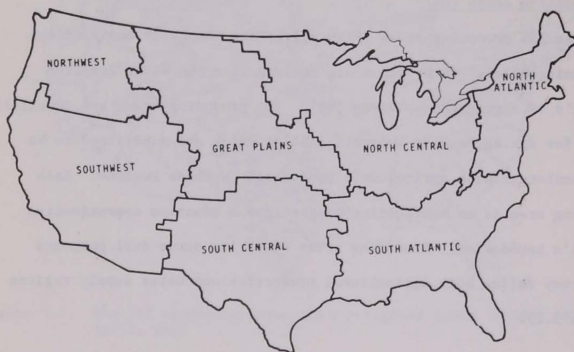 NORTHWEST
NORTH
ATLANTIC
SOUTHWEST
GREAT PLAINS
NORTH CENTRAL
SOUTH CENTRAL
SOUTH ATLANTIC